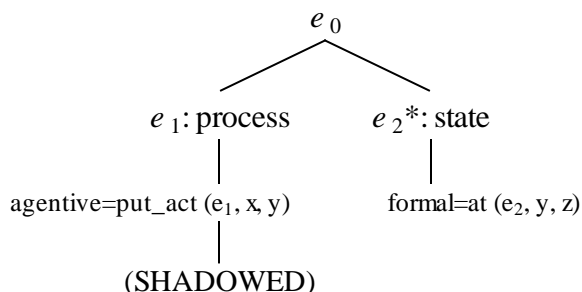 e0
e1: process e2*: state
agentive=put_act (e1, x, y) formal=at (e2, y, z)
(SHADOWED)